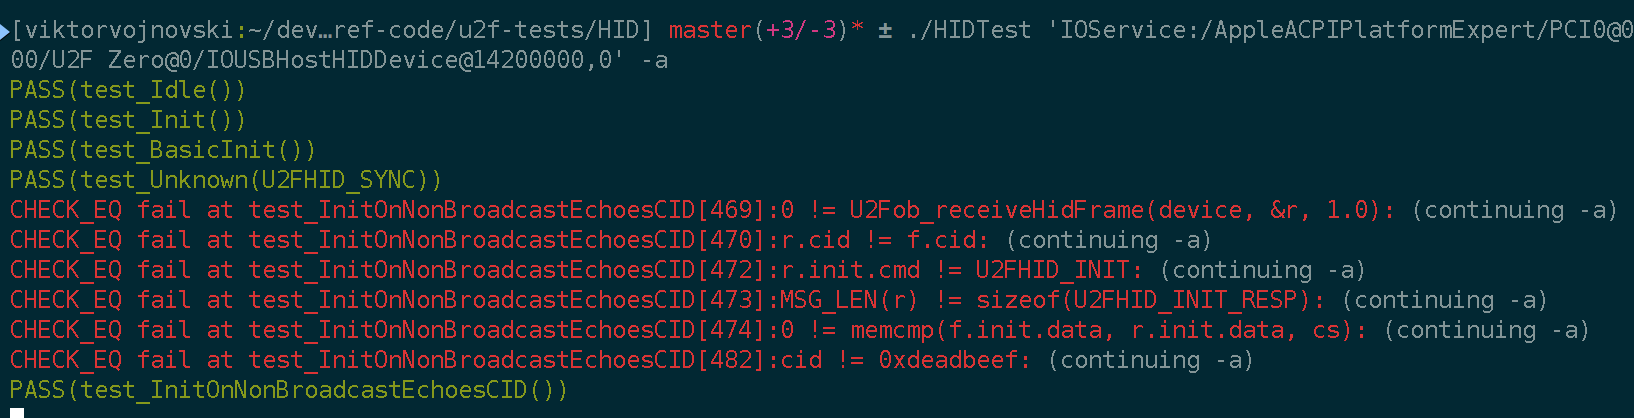 [viktorvojnovski:~/dev…ref-code/u2f-tests/HID] master(+3/-3)* ± ./HIDTest 'IOService:/AppleACPIPlatformExpert/PCI0@0
00/U2F Zero@0/IOUSBHostHIDDevice@14200000,0' -a
PASS(test_Idle())
PASS(test_Init())
PASS(test_BasicInit())
PASS(test_Unknown(U2FHID_SYNC))
CHECK_EQ fail at test_InitOnNonBroadcastEchoesCID[469]:0 != U2Fob_receiveHidFrame(device, &r, 1.0): (continuing -a)
CHECK_EQ fail at test_InitOnNonBroadcastEchoesCID[470]:r.cid != f.cid: (continuing -a)
CHECK_EQ fail at test_InitOnNonBroadcastEchoesCID[472]:r.init.cmd != U2FHID_INIT: (continuing -a)
CHECK_EQ fail at test_InitOnNonBroadcastEchoesCID[473]:MSG_LEN(r) != sizeof(U2FHID_INIT_RESP): (continuing -a)
CHECK_EQ fail at test_InitOnNonBroadcastEchoesCID[474]:0 != memcmp(f.init.data, r.init.data, cs): (continuing -a)
CHECK_EQ fail at test_InitOnNonBroadcastEchoesCID[482]:cid != 0xdeadbeef: (continuing -a)
PASS(test_InitOnNonBroadcastEchoesCID())